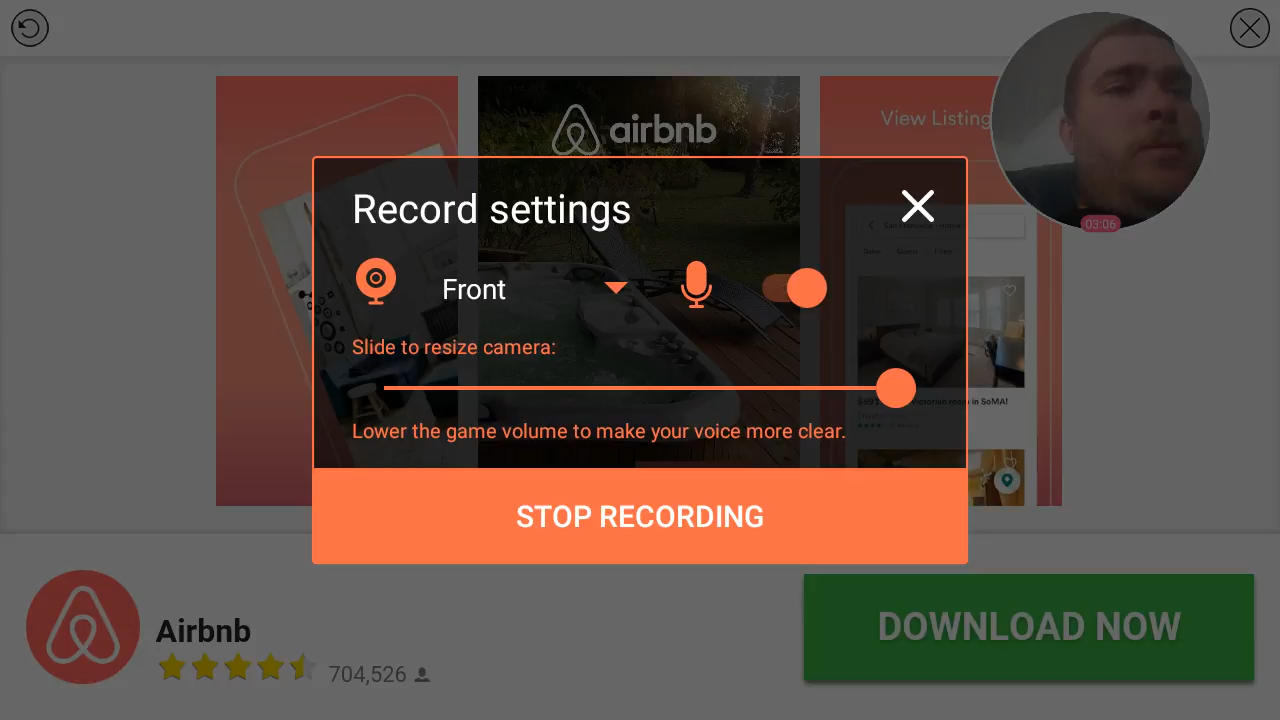 airbnb
View Listing
03:06
Record settings
Front
Slide to resize camera:
Lower the game volume to make your voice more clear.
STOP RECORDING
Airbnb
704,526
DOWNLOAD NOW